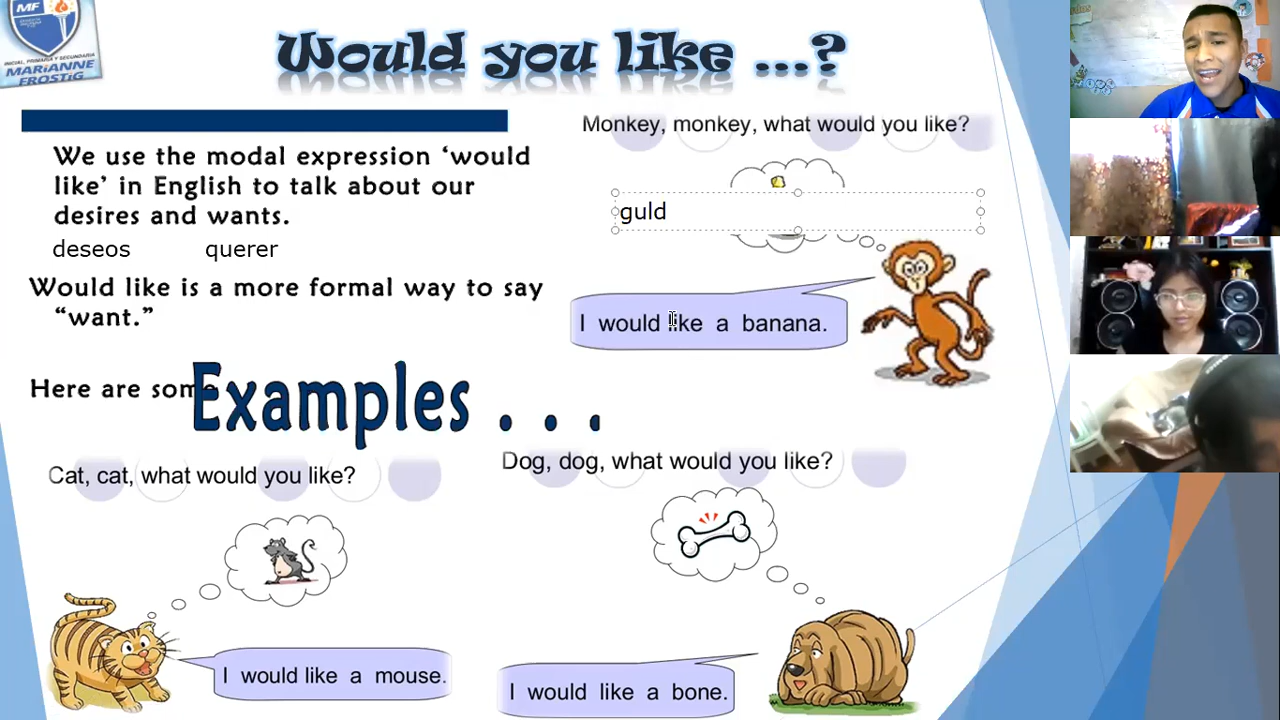 MF
INICIAL, PRIMARIA Y SECUNDARIA
MARIANNE
FROSTIG
Would you like ...?
We use the modal expression ‘would
like’ in English to talk about our
desires and wants.
deseos querer
Would like is a more formal way to say
“want.”
Here are some
Examples . . .
Monkey, monkey, what would you like?
guld
I would like a banana.
Cat, cat, what would you like?
I would like a mouse.
Dog, dog, what would you like?
I would like a bone.